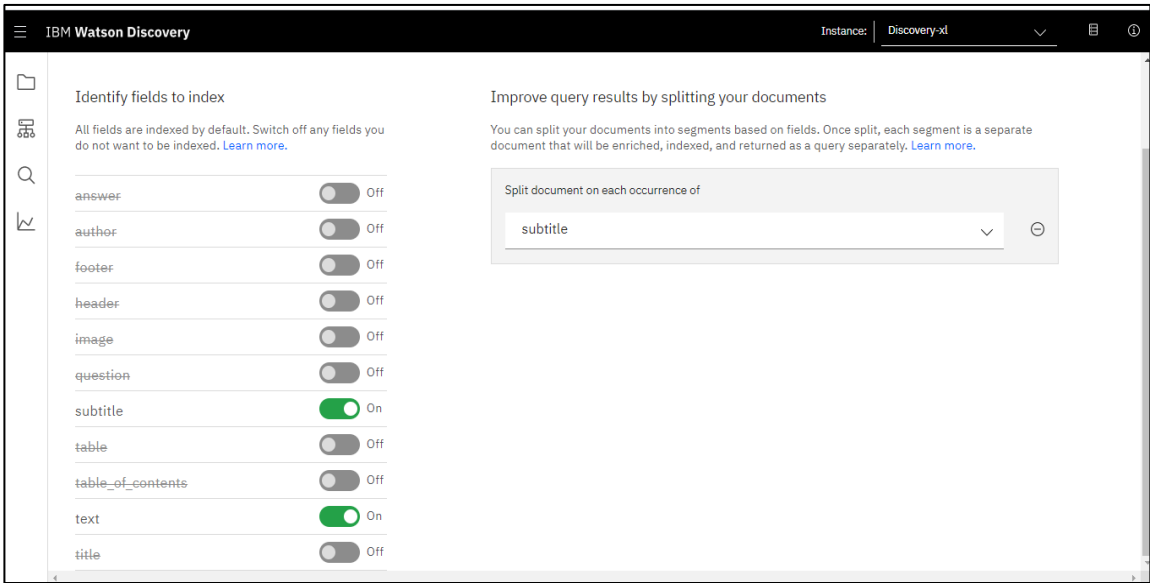 IBM Watson Discovery
Instance: Discovery-xl
Identify fields to index
All fields are indexed by default. Switch off any fields you
do not want to be indexed. Learn more.
answer Off
author Off
footer Off
header Off
image Off
question Off
subtitle On
table Off
table_of_contents Off
text On
title Off
Improve query results by splitting your documents
You can split your documents into segments based on fields. Once split, each segment is a separate
document that will be enriched, indexed, and returned as a query separately. Learn more.
Split document on each occurrence of
subtitle